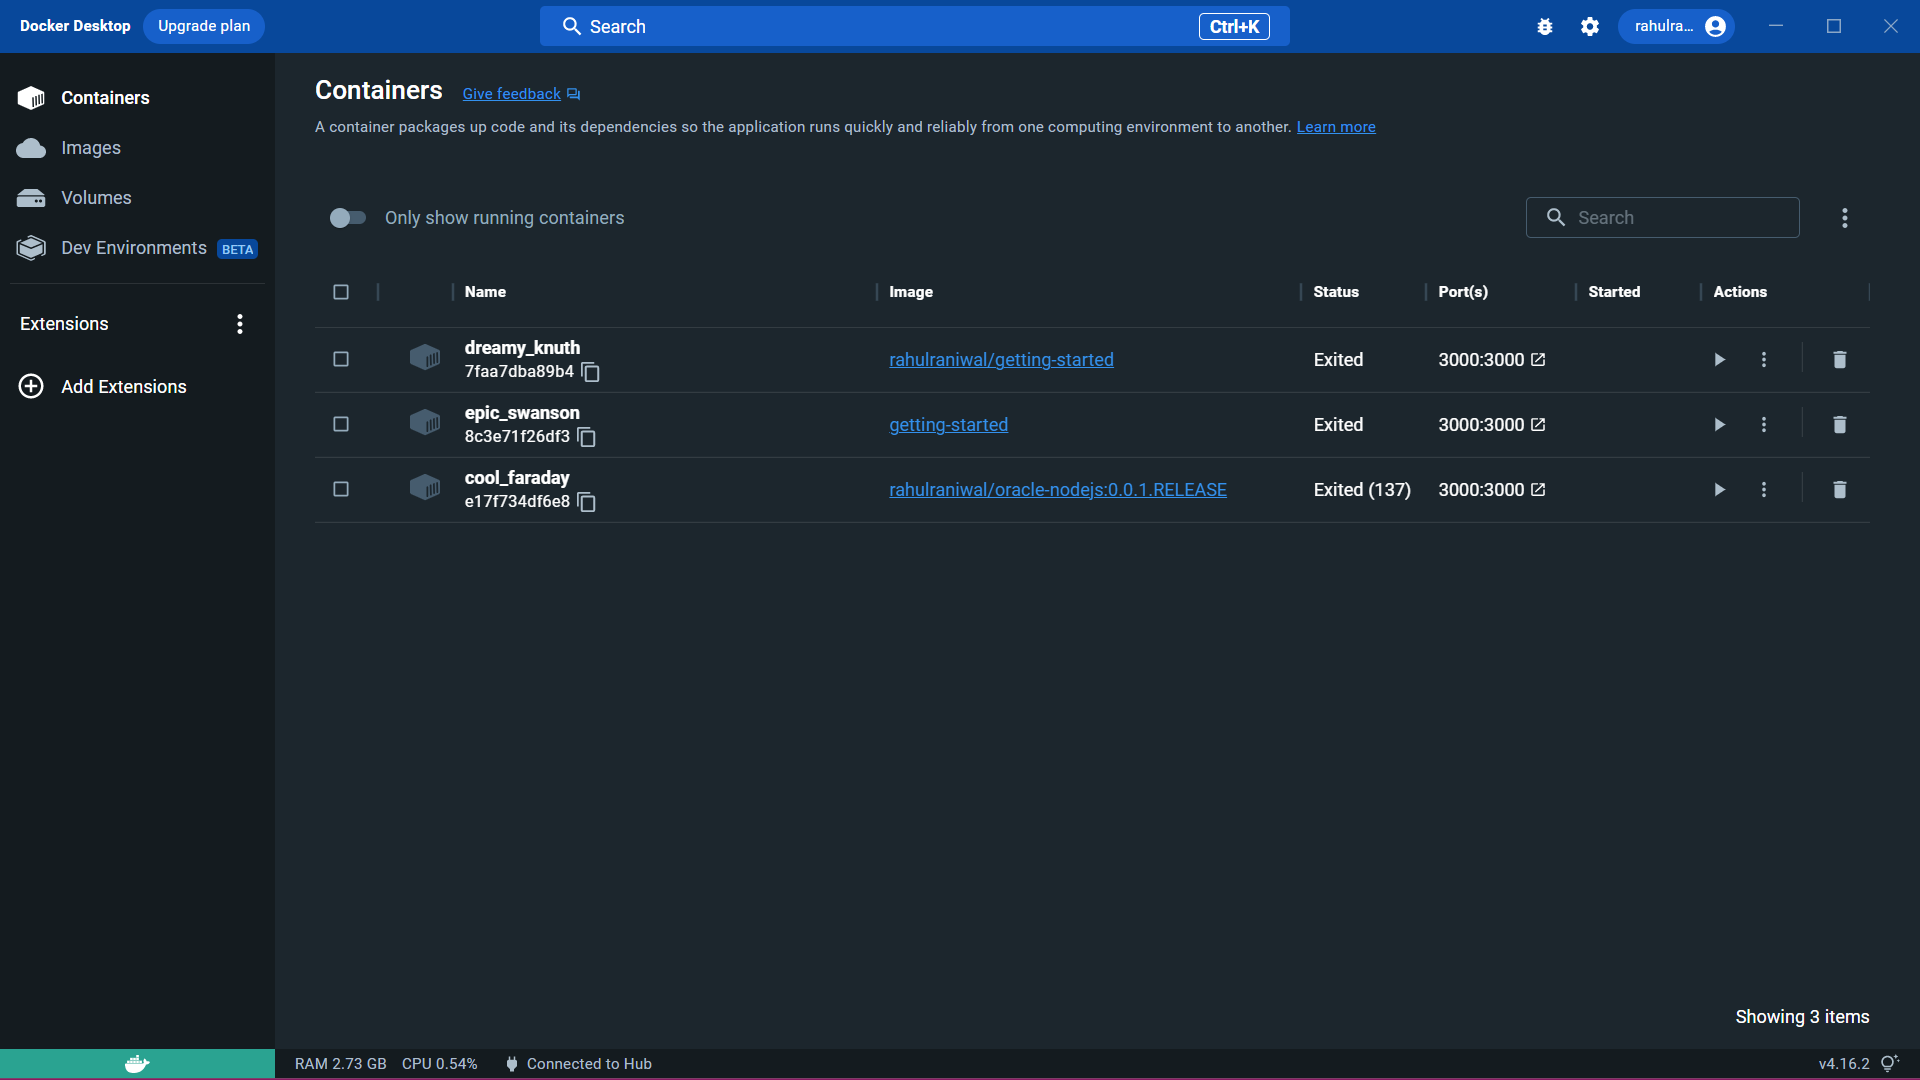 Docker Desktop Upgrade plan Search Ctrl+K rahulra...
Containers
Images
Volumes
Dev Environments BETA
Extensions
Add Extensions
Containers Give feedback
A container packages up code and its dependencies so the application runs quickly and reliably from one computing environment to another. Learn more
Only show running containers Search
Name Image Status Port(s) Started Actions
dreamy_knuth
7faa7dba89b4 rahulraniwal/getting-started Exited 3000:3000
epic_swanson
8c3e71f26df3 getting-started Exited 3000:3000
cool_faraday
e17f734df6e8 rahulraniwal/oracle-nodejs:0.0.1.RELEASE Exited (137) 3000:3000
Showing 3 items
RAM 2.73 GB CPU 0.54% Connected to Hub v4.16.2